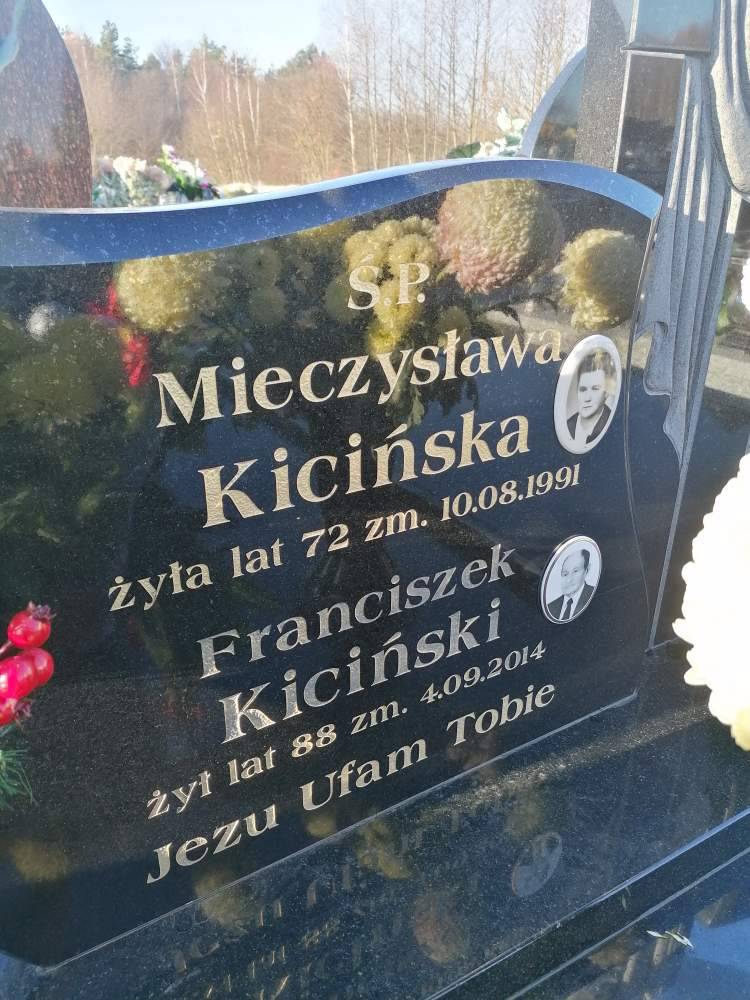 Ś.P.
Mieczysława
Kicińska
żyła lat 72 zm. 10.08.1991
Franciszek
Kiciński
żył lat 88 zm. 4.09.2014
Jezu Ufam Tobie